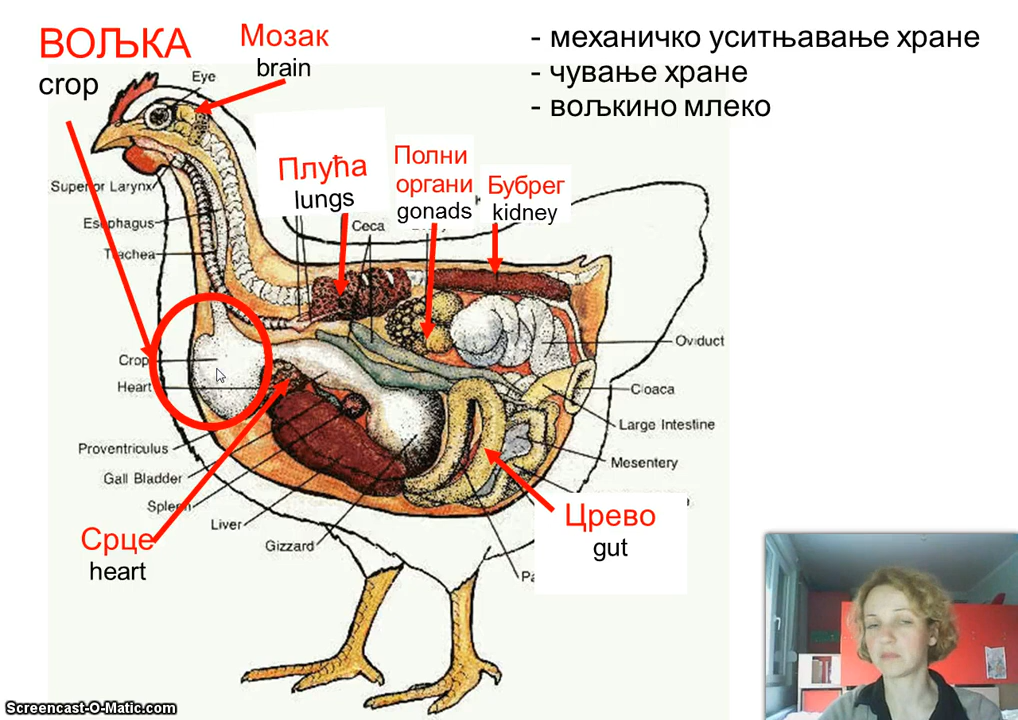 ВОЉКА
crop
Мозак
brain
- механичко уситњавање хране
- чување хране
- вољкино млеко
Eye
Плућа
lungs
Полни
органи
gonads
Бубрег
kidney
Superior Larynx
Esophagus
Trachea
Ceca
Crop
Heart
Proventriculus
Gall Bladder
Spleen
Liver
Gizzard
Oviduct
Cloaca
Large Intestine
Mesentery
Срце
heart
Црево
gut
Screencast-O-Matic.com